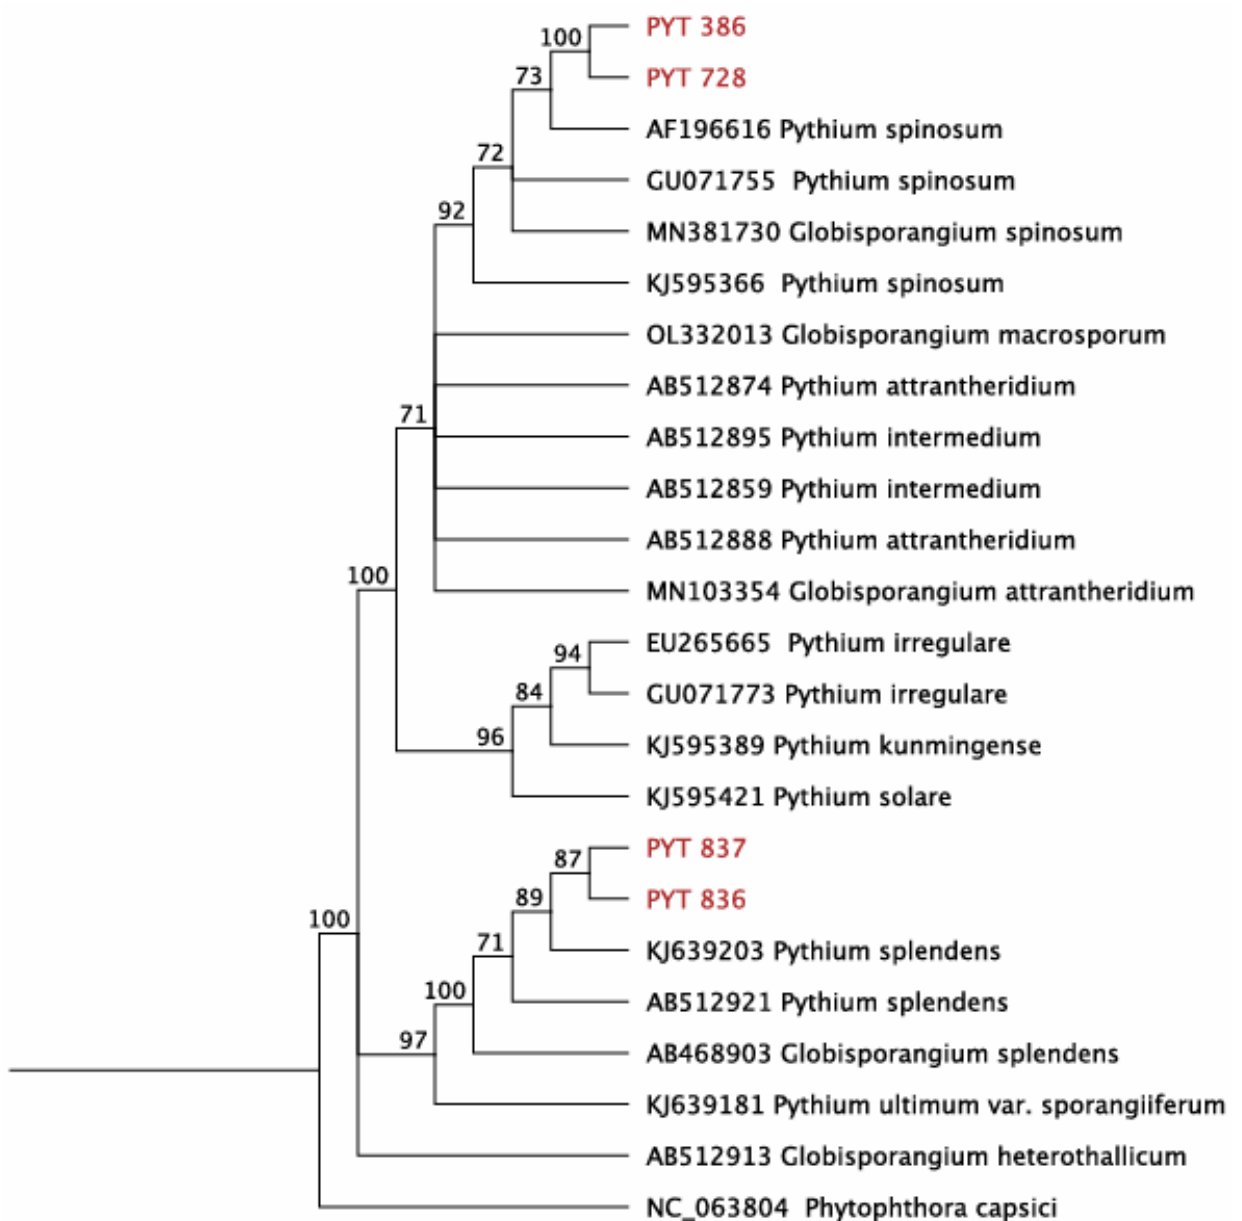 PYT 386
100
PYT 728
73
AF196616 Pythium spinosum
72
GU071755  Pythium spinosum
92
MN381730 Globisporangium spinosum
KJ595366  Pythium spinosum
OL332013 Globisporangium macrosporum
AB512874 Pythium attrantheridium
71
AB512895 Pythium intermedium
AB512859 Pythium intermedium
AB512888 Pythium attrantheridium
100
MN103354 Globisporangium attrantheridium
EU265665  Pythium irregulare
94
GU071773 Pythium irregulare
84
KJ595389 Pythium kunmingense
96
KJ595421 Pythium solare
PYT 837
87
PYT 836
89
100
KJ639203 Pythium splendens
71
AB512921 Pythium splendens
100
AB468903 Globisporangium splendens
97
KJ639181 Pythium ultimum var. sporangiiferum
AB512913 Globisporangium heterothallicum
NC_063804  Phytophthora capsici